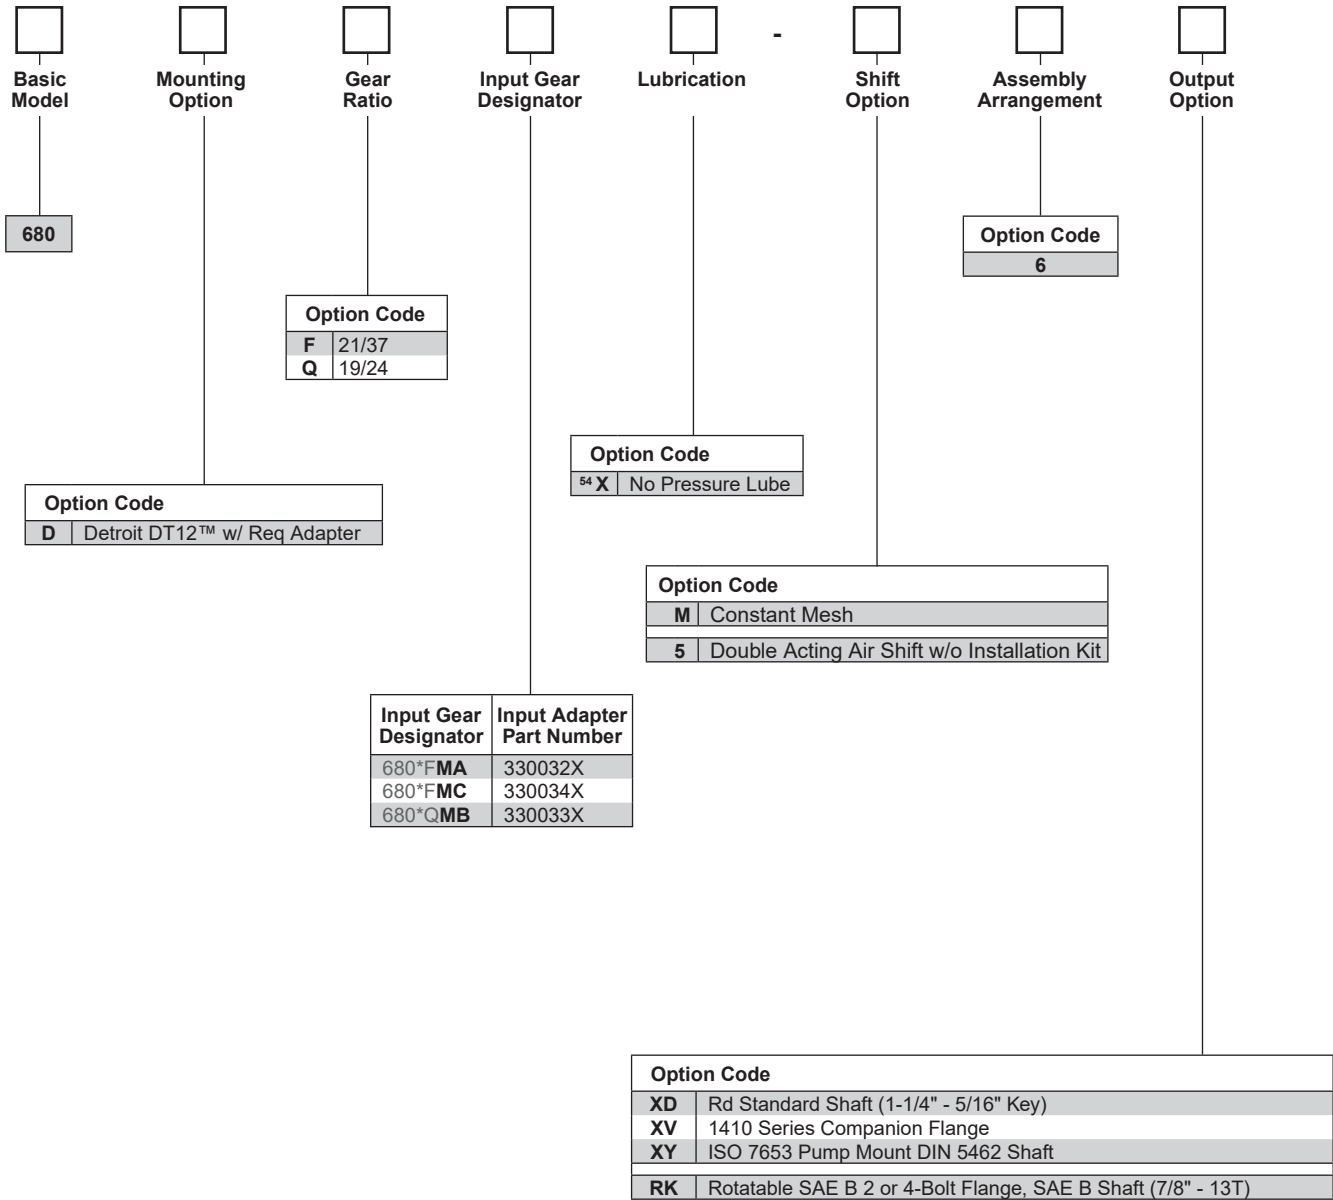 -
Basic
Model
Mounting
Option
Gear
Ratio
Input Gear
Designator
Lubrication
Shift
Option
Assembly
Arrangement
Output
Option
680
Option Code
6
Option Code
F 21/37
Q 19/24
Option Code
54 X No Pressure Lube
Option Code
D Detroit DT12™ w/ Req Adapter
Option Code
M Constant Mesh
5 Double Acting Air Shift w/o Installation Kit
Input Gear
Designator
Input Adapter
Part Number
680*FMA 330032X
680*FMC 330034X
680*QMB 330033X
Option Code
XD Rd Standard Shaft (1-1/4" - 5/16" Key)
XV 1410 Series Companion Flange
XY ISO 7653 Pump Mount DIN 5462 Shaft
RK Rotatable SAE B 2 or 4-Bolt Flange, SAE B Shaft (7/8" - 13T)